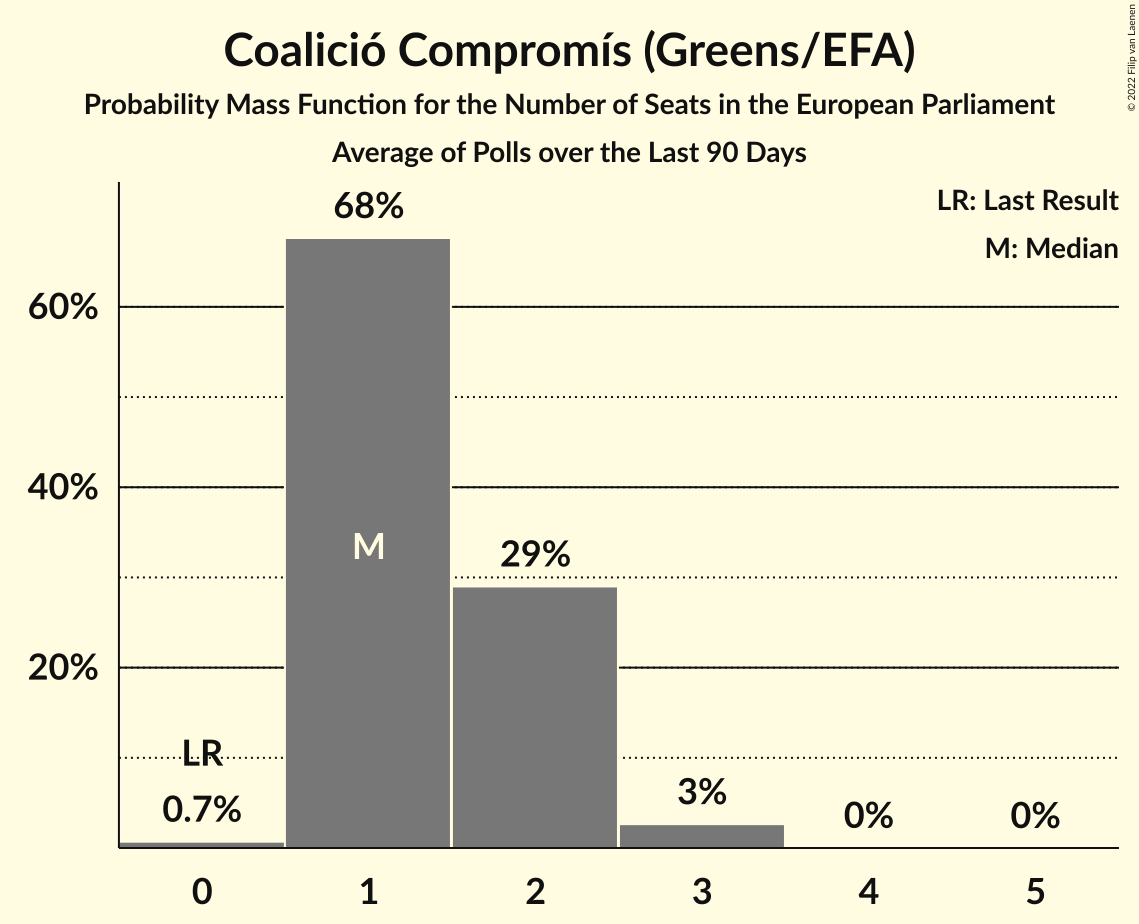 Coalició Compromís (Greens/EFA)
Probability Mass Function for the Number of Seats in the European Parliament
Average of Polls over the Last 90 Days
© 2022 Filip van Laenen
LR: Last Result
M: Median
68%
60%
40%
M
29%
20%
LR
0.7%
3%
0%
0%
0 1 2 3 4 5